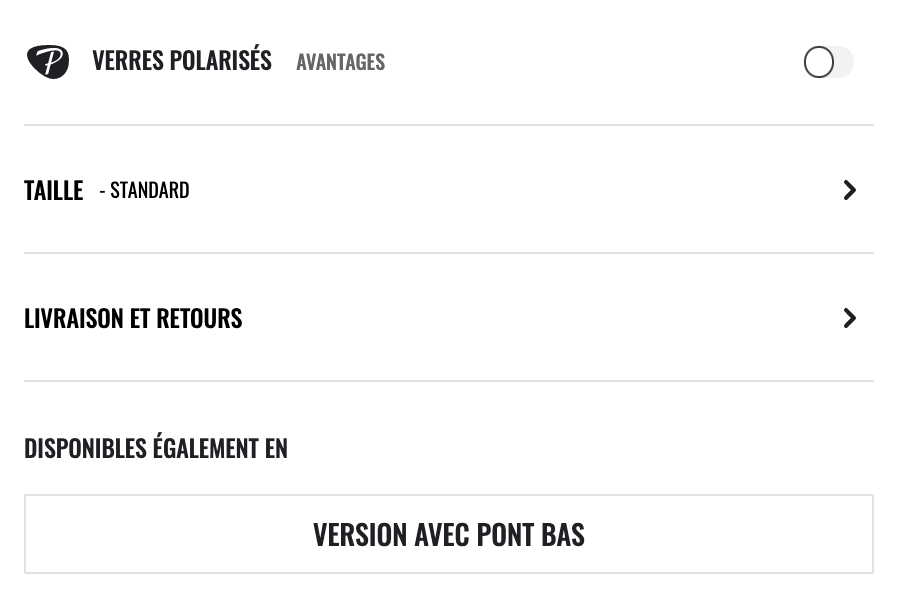 P VERRES POLARISÉS AVANTAGES
TAILLE - STANDARD
LIVRAISON ET RETOURS
DISPONIBLES ÉGALEMENT EN
VERSION AVEC PONT BAS